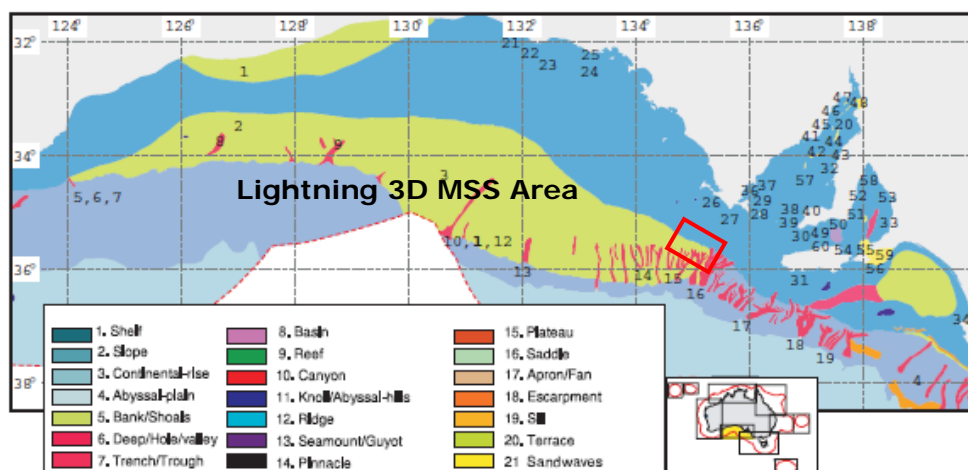 124° 126° 128° 130° 132° 134° 136° 138°
32°
21
22
23
25
24
1
47
46
48
45 20
41 44
42 43
32
2
8
9
34°
3
5,6,7
Lightning 3D MSS Area
57 58
36 37
29
28
26
27
52 53
38 40
39
51
33
50
30 49
60 54 55 59
56
31
10,1,12
13
14
15
16
17
18
19
34
4
36°
38°
1. Shelf
2. Slope
3. Continental-rise
4. Abyssal-plain
5. Bank/Shoals
6. Deep/Hole/valley
7. Trench/Trough
8. Basin
9. Reef
10. Canyon
11. Knoll/Abyssal-hills
12. Ridge
13. Seamount/Guyot
14. Pinnacle
15. Plateau
16. Saddle
17. Apron/Fan
18. Escarpment
19. Sill
20. Terrace
21 Sandwaves